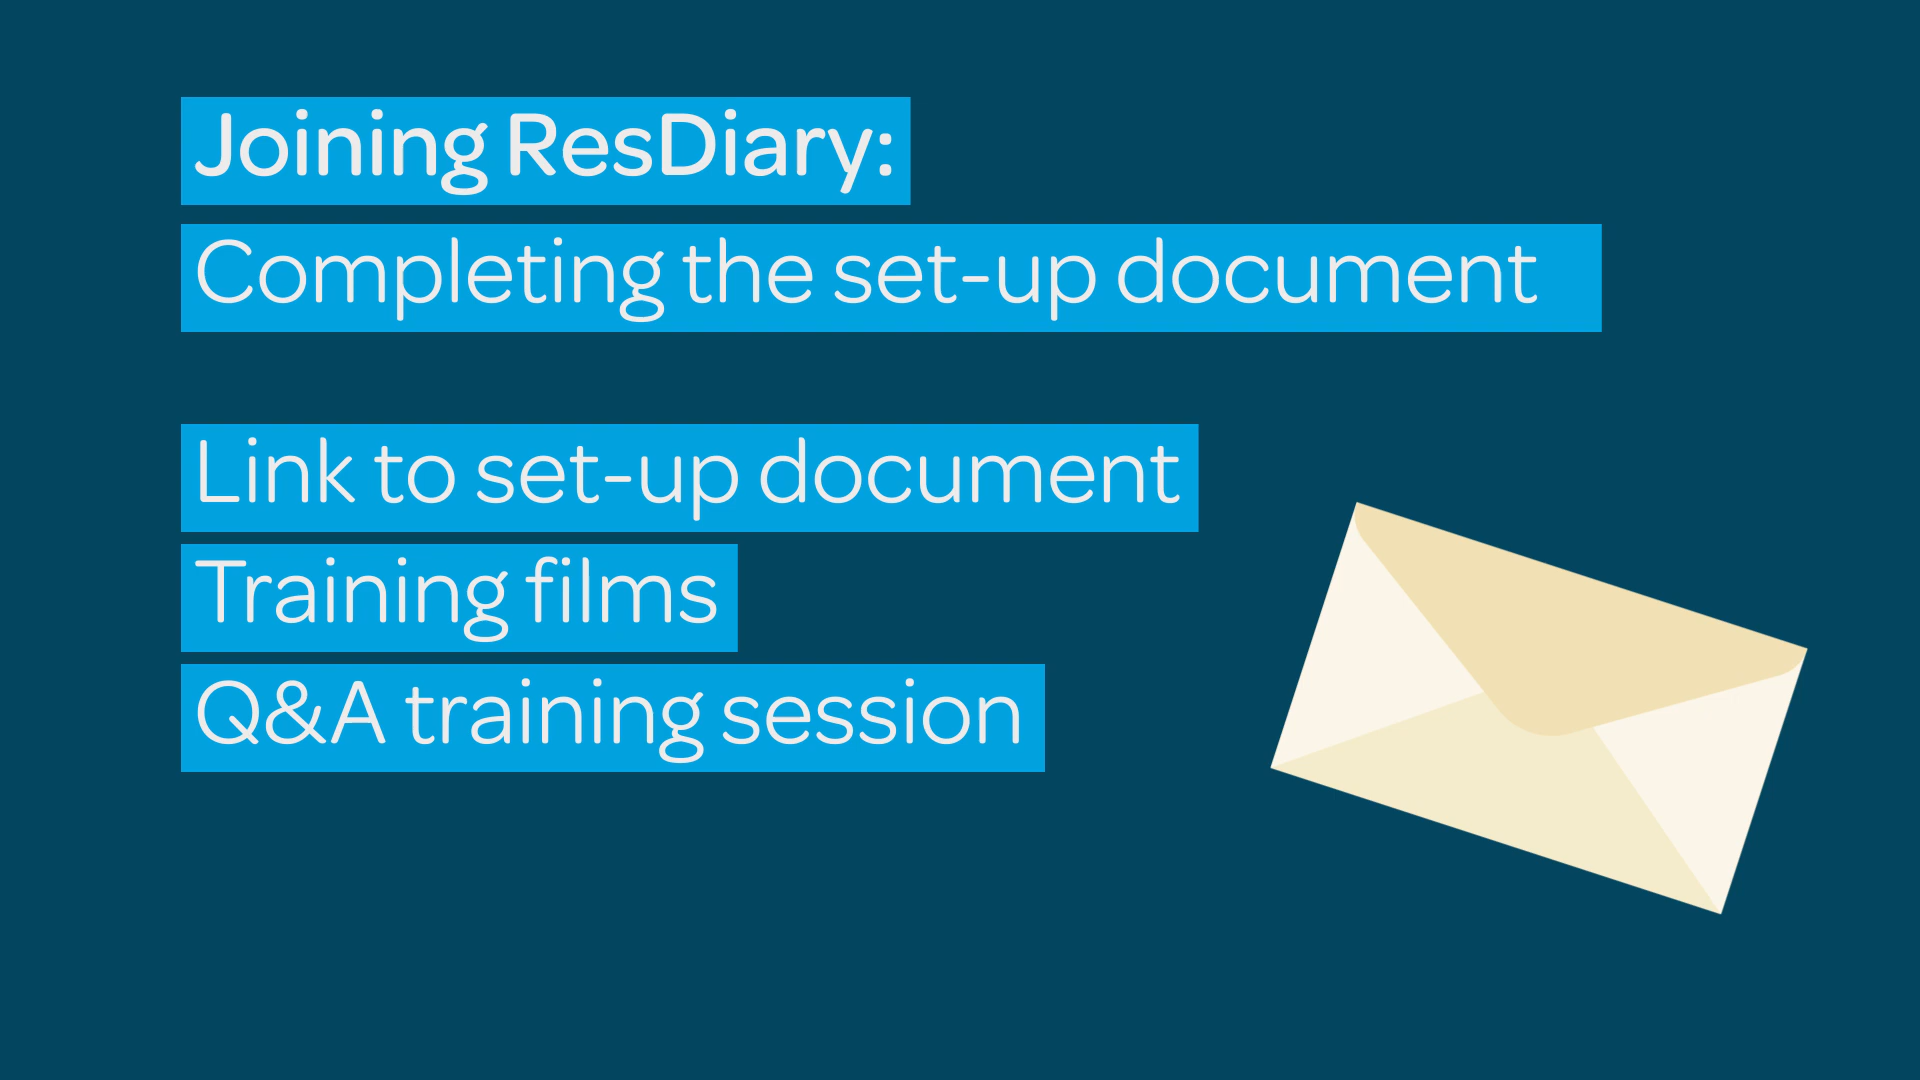 Joining ResDiary:
Completing the set-up document
Link to set-up document
Training films
Q&A training session